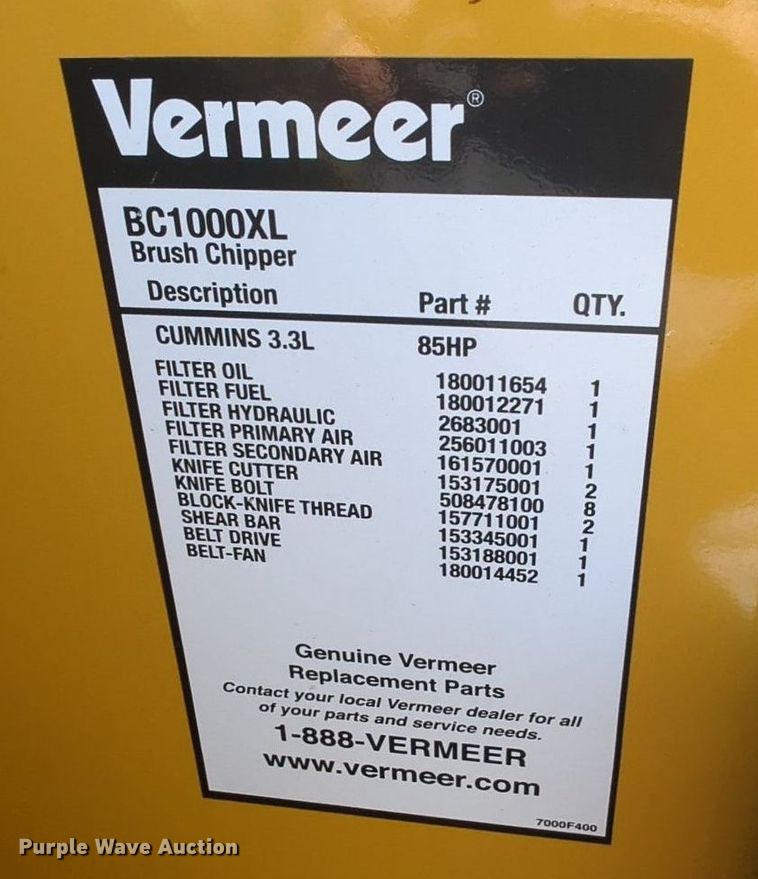 Vermeer®
BC1000XL
Brush Chipper
Description Part # QTY.
CUMMINS 3.3L 85HP
FILTER OIL 180011654 1
FILTER FUEL 180012271 1
FILTER HYDRAULIC 2683001 1
FILTER PRIMARY AIR 256011003 1
FILTER SECONDARY AIR 161570001 1
KNIFE CUTTER 153175001 2
KNIFE BOLT 508478100 8
BLOCK-KNIFE THREAD 157711001 2
SHEAR BAR 153345001 1
BELT DRIVE 153188001 1
BELT-FAN 180014452 1
Genuine Vermeer
Replacement Parts
Contact your local Vermeer dealer for all
of your parts and service needs.
1-888-VERMEER
www.vermeer.com
7000F400
Purple Wave Auction